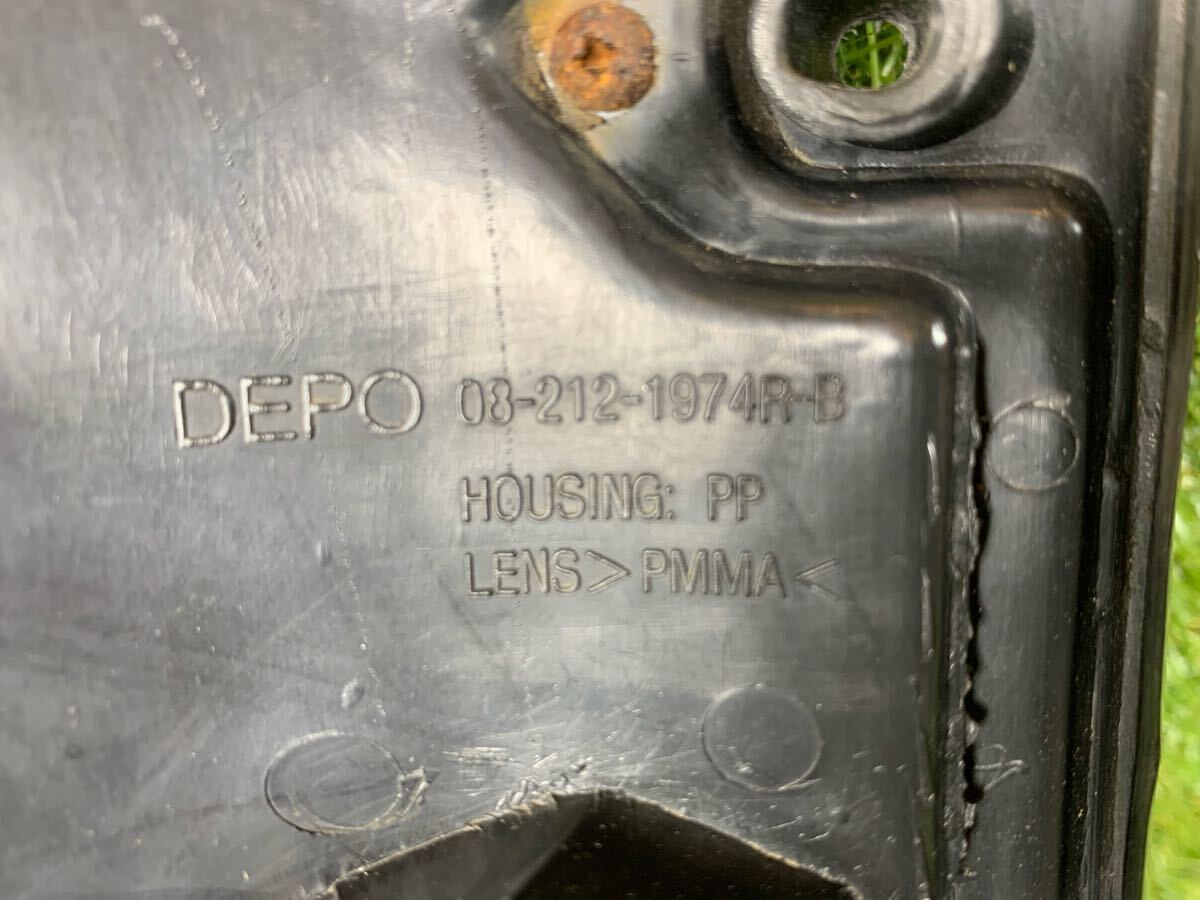 DEPO 08-212-1974R-B
HOUSING: PP
LENS>PMMA<